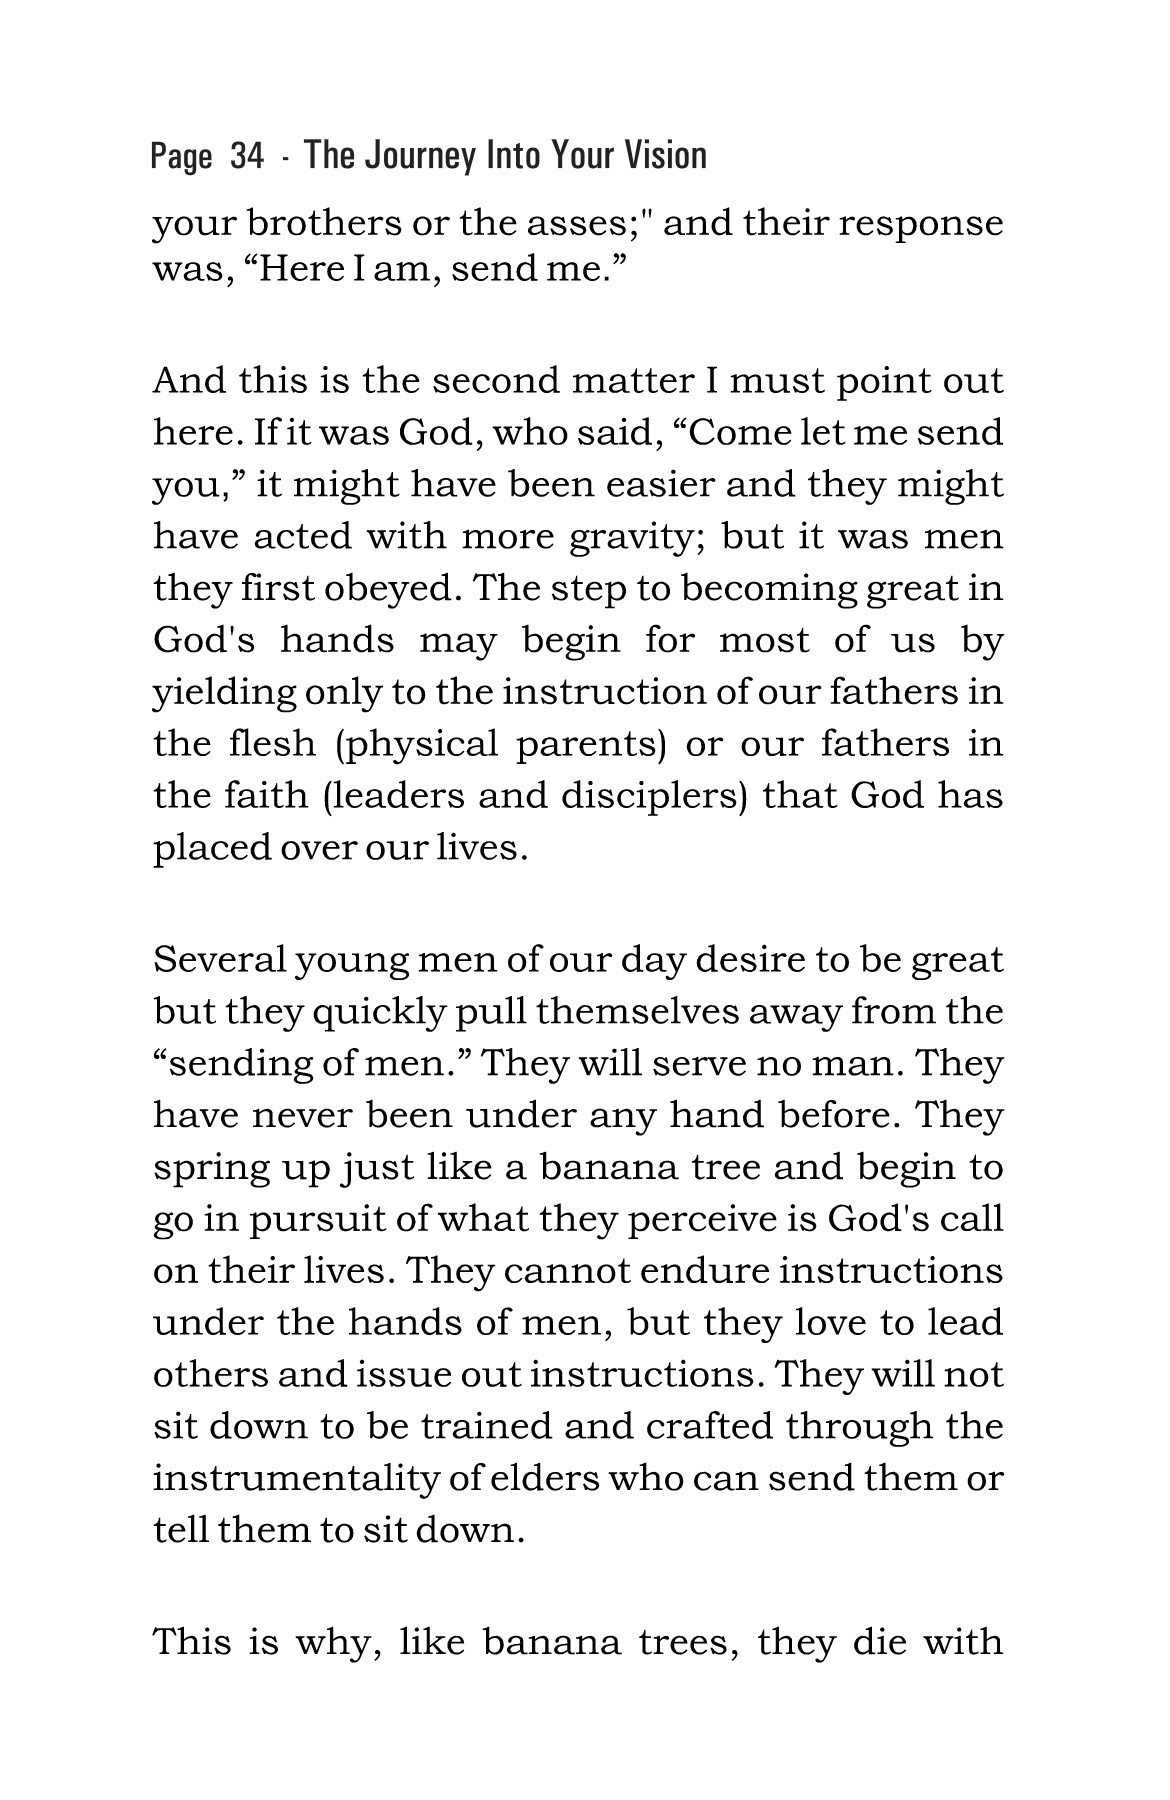 Page 34 - The Journey Into Your Vision
your brothers or the asses;" and their response
was, “Here I am, send me.”
And this is the second matter I must point out
here. If it was God, who said, “Come let me send
you,” it might have been easier and they might
have acted with more gravity; but it was men
they first obeyed. The step to becoming great in
God's hands may begin for most of us by
yielding only to the instruction of our fathers in
the flesh (physical parents) or our fathers in
the faith (leaders and disciplers) that God has
placed over our lives.
Several young men of our day desire to be great
but they quickly pull themselves away from the
“sending of men.” They will serve no man. They
have never been under any hand before. They
spring up just like a banana tree and begin to
go in pursuit of what they perceive is God's call
on their lives. They cannot endure instructions
under the hands of men, but they love to lead
others and issue out instructions. They will not
sit down to be trained and crafted through the
instrumentality of elders who can send them or
tell them to sit down.
This is why, like banana trees, they die with